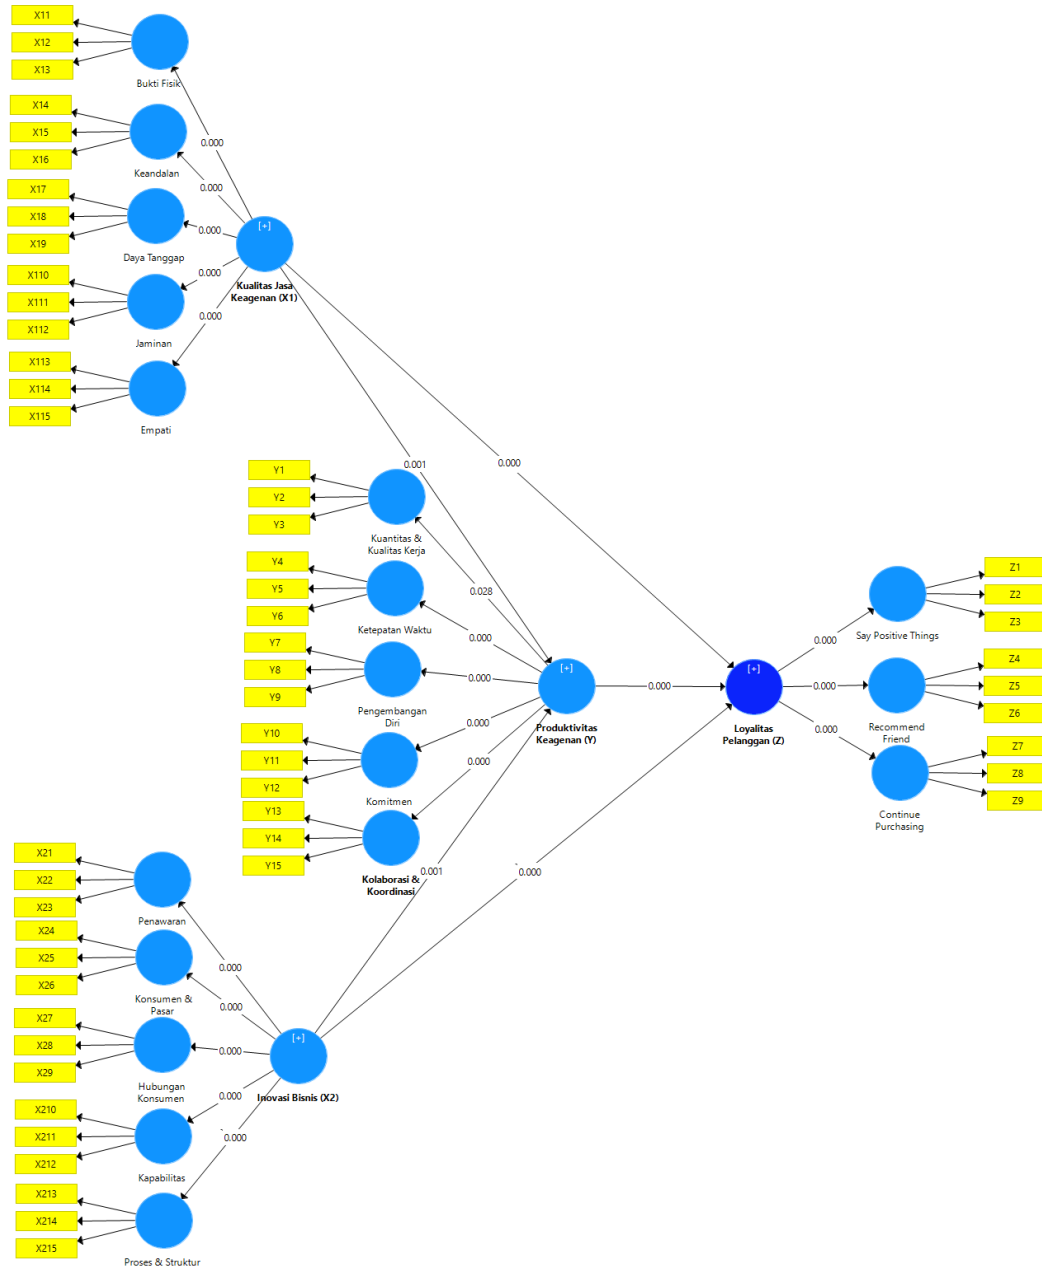 X11
X12
X13
Bukti Fisik
X14
X15
X16
Keandalan
X17
X18
X19
Daya Tanggap
X110
X111
X112
Jaminan
X113
X114
X115
Empati
0.000
0.000
0.000
0.000
0.000
[+]
Kualitas Jasa
Keagenan (X1)
0.001
0.000
Y1
Y2
Y3
Kuantitas &
Kualitas Kerja
Y4
Y5
Y6
Ketepatan Waktu
Y7
Y8
Y9
Pengembangan
Diri
Y10
Y11
Y12
Komitmen
Y13
Y14
Y15
Kolaborasi &
Koordinasi
0.028
0.000
0.000
0.000
0.000
[+]
Produktivitas
Keagenan (Y)
0.000
[+]
Loyalitas
Pelanggan (Z)
0.000
0.000
0.000
Say Positive Things
Z1
Z2
Z3
Recommend
Friend
Z4
Z5
Z6
Continue
Purchasing
Z7
Z8
Z9
0.001
0.000
X21
X22
X23
Penawaran
X24
X25
X26
Konsumen &
Pasar
X27
X28
X29
Hubungan
Konsumen
X210
X211
X212
Kapabilitas
X213
X214
X215
Proses & Struktur
0.000
0.000
0.000
0.000
0.000
[+]
Inovasi Bisnis (X2)